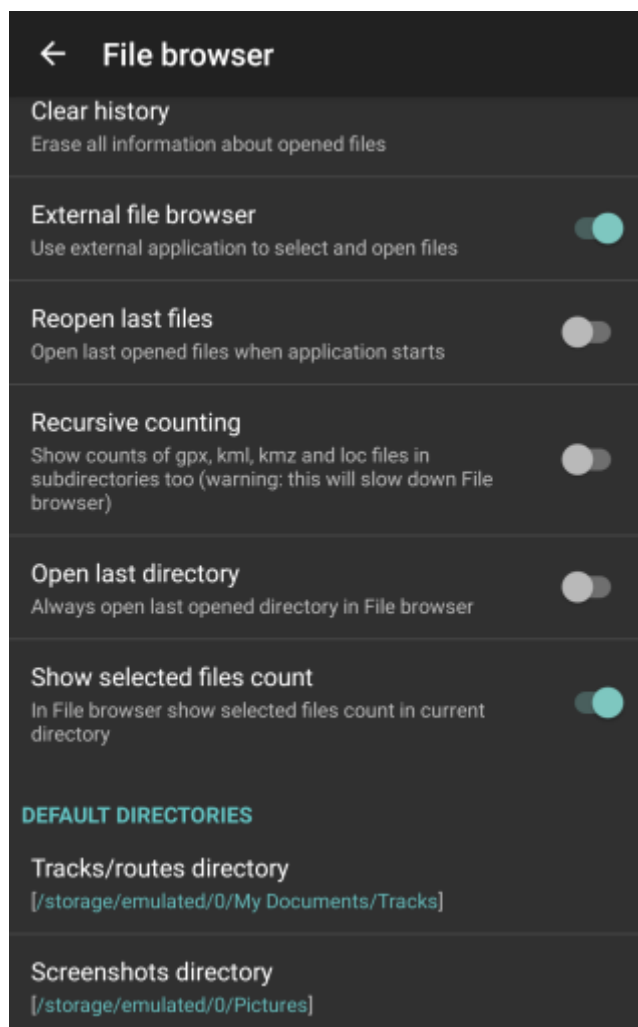 File browser
Clear history
Erase all information about opened files
External file browser
Use external application to select and open files
Reopen last files
Open last opened files when application starts
Recursive counting
Show counts of gpx, kml, kmz and loc files in
subdirectories too (warning: this will slow down File
browser)
Open last directory
Always open last opened directory in File browser
Show selected files count
In File browser show selected files count in current
directory
DEFAULT DIRECTORIES
Tracks/routes directory
[/storage/emulated/0/My Documents/Tracks]
Screenshots directory
[/storage/emulated/0/Pictures]